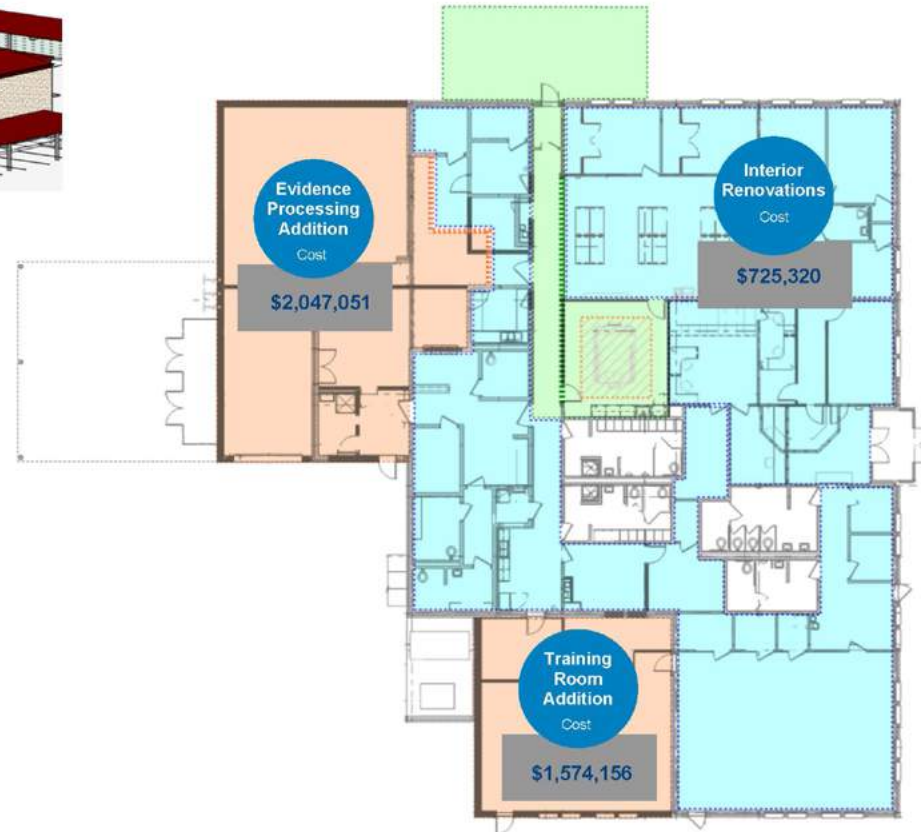 Evidence
Processing
Addition
Cost
$2,047,051
Interior
Renovations
Cost
$725,320
Training
Room
Addition
Cost
$1,574,156